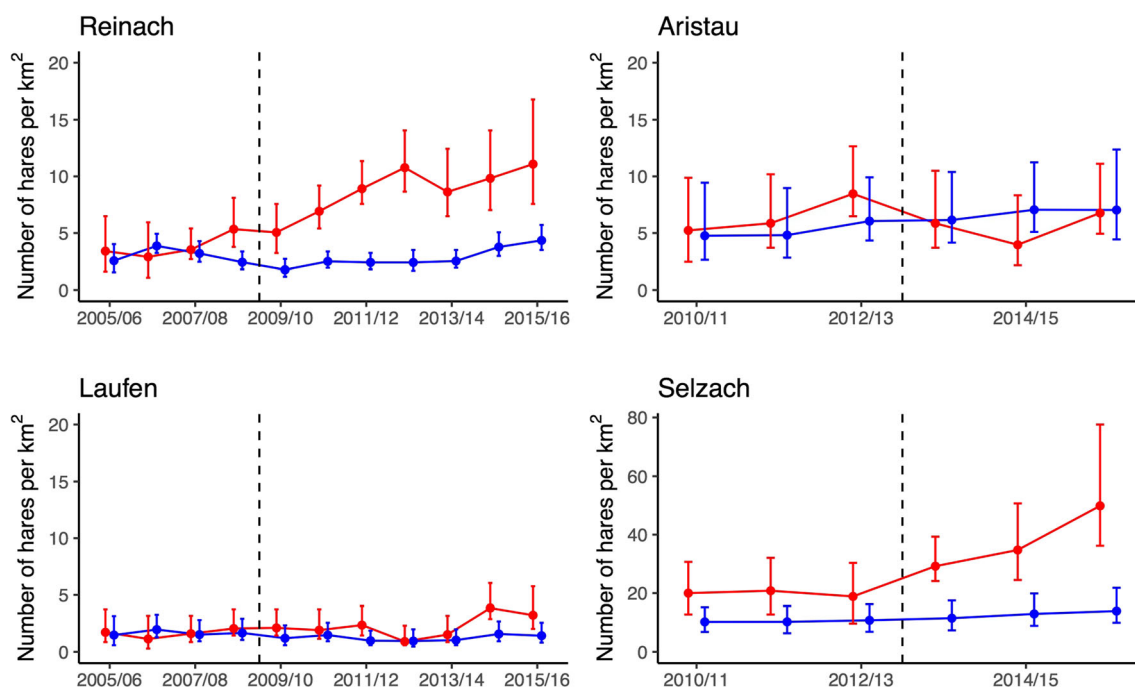 Reinach
Number of hares per km²
20
15
10
5
0
2005/06 2007/08 2009/10 2011/12 2013/14 2015/16
Aristau
Number of hares per km²
20
15
10
5
0
2010/11 2012/13 2014/15
Laufen
Number of hares per km²
20
15
10
5
0
2005/06 2007/08 2009/10 2011/12 2013/14 2015/16
Selzach
Number of hares per km²
80
60
40
20
0
2010/11 2012/13 2014/15